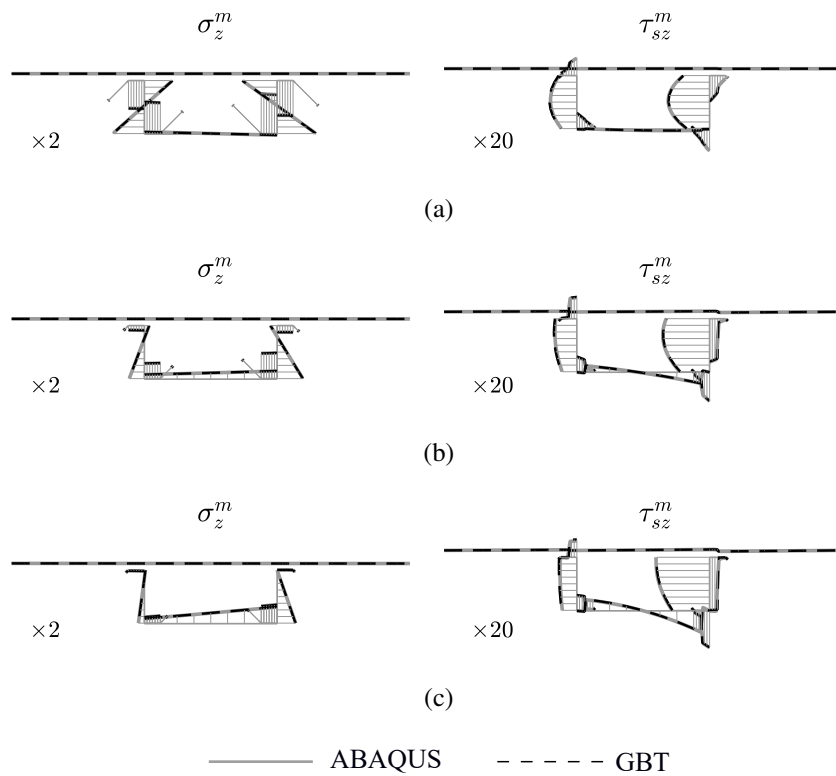 σ_z^m τ_sz^m
×2 ×20
(a)
σ_z^m τ_sz^m
×2 ×20
(b)
σ_z^m τ_sz^m
×2 ×20
(c)
ABAQUS GBT